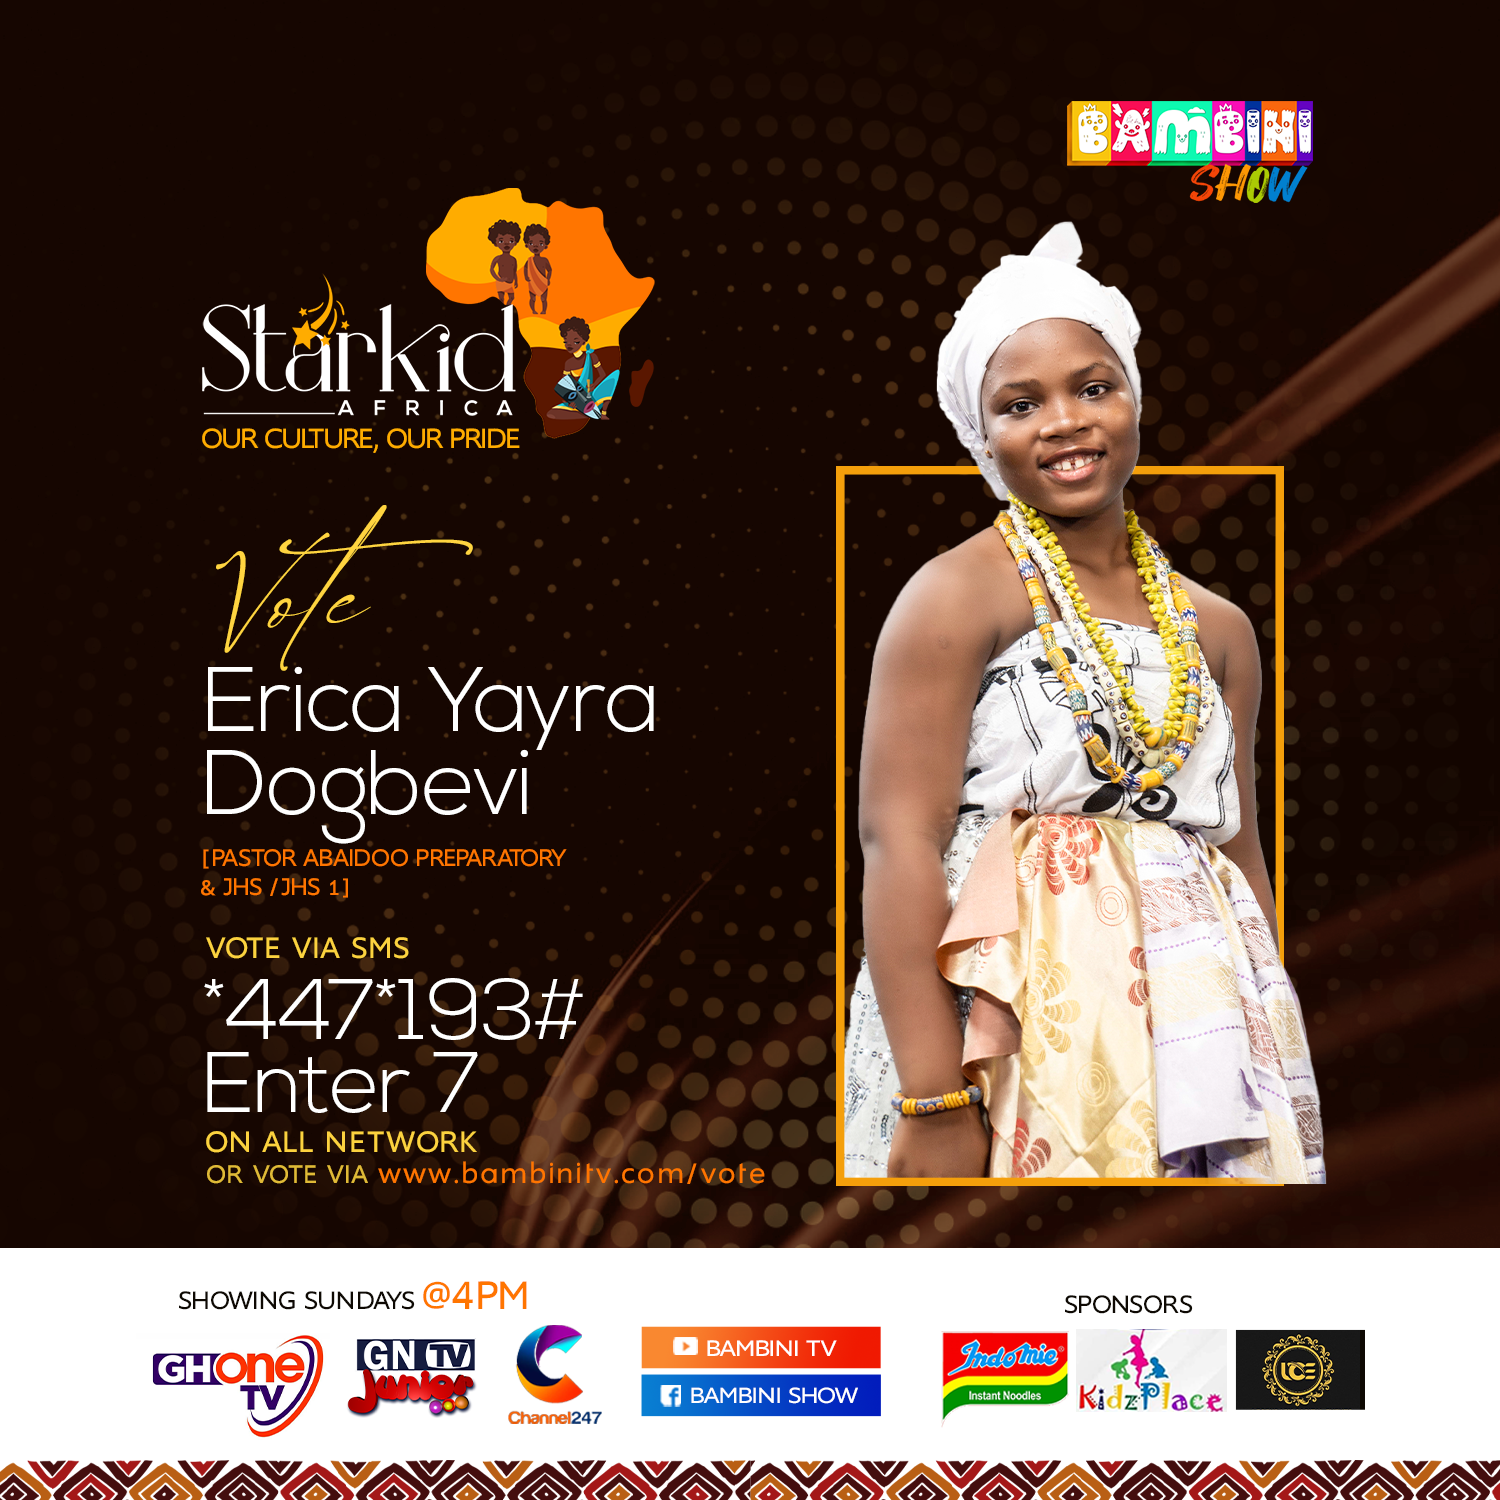 BAMBINI
SHOW
Starkid
AFRICA
OUR CULTURE, OUR PRIDE
Vote
Erica Yayra
Dogbevi
[PASTOR ABAIDOO PREPARATORY
& JHS / JHS 1]
VOTE VIA SMS
*447*193#
Enter 7
ON ALL NETWORK
OR VOTE VIA www.bambinitv.com/vote
SHOWING SUNDAYS @4PM
GHOne
TV
GN TV
Junior
Channel247
BAMBINI TV
BAMBINI SHOW
SPONSORS
Indomie
Instant Noodles
KidzPlace